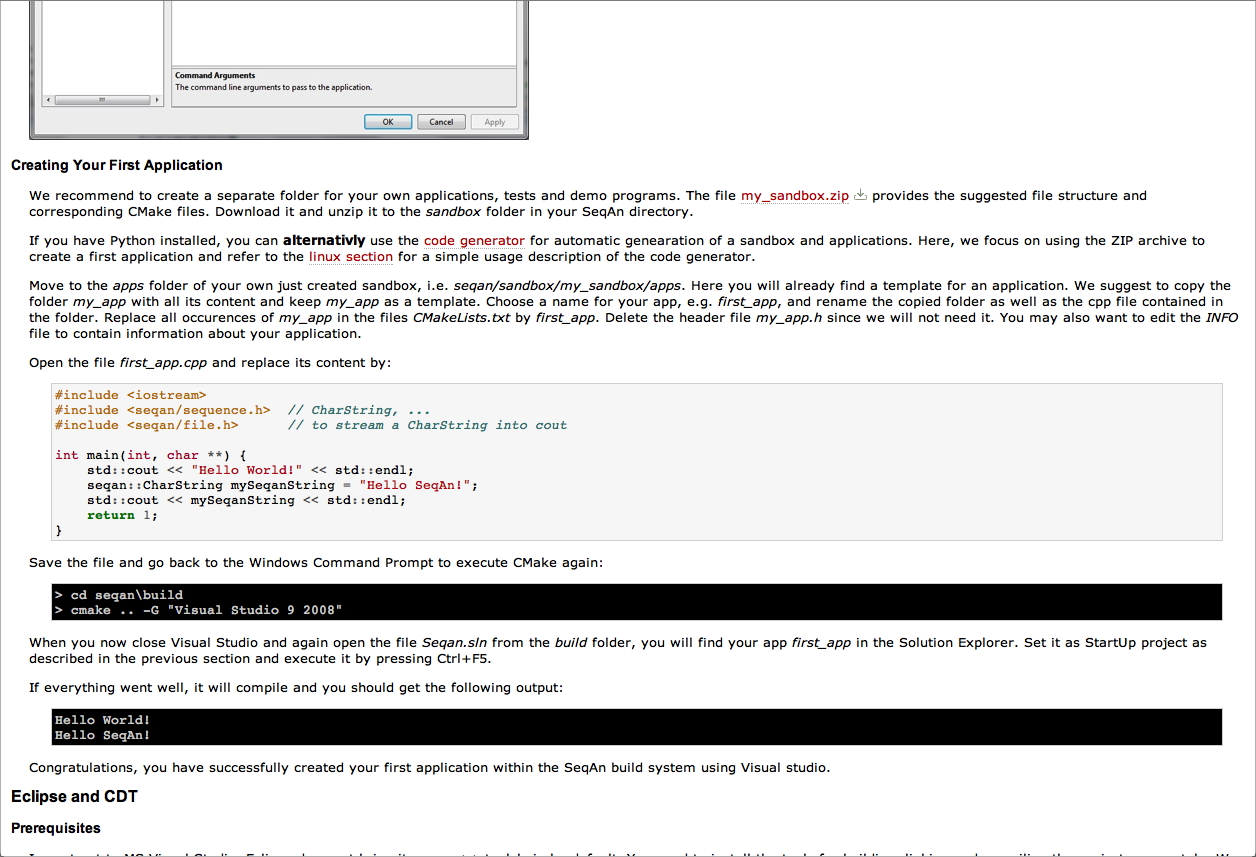 Command Arguments
The command line arguments to pass to the application.
OK Cancel Apply
Creating Your First Application
We recommend to create a separate folder for your own applications, tests and demo programs. The file my_sandbox.zip provides the suggested file structure and
corresponding CMake files. Download it and unzip it to the sandbox folder in your SeqAn directory.
If you have Python installed, you can alternativly use the code generator for automatic genearation of a sandbox and applications. Here, we focus on using the ZIP archive to
create a first application and refer to the linux section for a simple usage description of the code generator.
Move to the apps folder of your own just created sandbox, i.e. seqan/sandbox/my_sandbox/apps. Here you will already find a template for an application. We suggest to copy the
folder my_app with all its content and keep my_app as a template. Choose a name for your app, e.g. first_app, and rename the copied folder as well as the cpp file contained in
the folder. Replace all occurences of my_app in the files CMakeLists.txt by first_app. Delete the header file my_app.h since we will not need it. You may also want to edit the INFO
file to contain information about your application.
Open the file first_app.cpp and replace its content by:
#include <iostream>
#include <seqan/sequence.h>  // CharString, ...
#include <seqan/file.h>      // to stream a CharString into cout
int main(int, char **) {
    std::cout << "Hello World!" << std::endl;
    seqan::CharString mySeqanString = "Hello SeqAn!";
    std::cout << mySeqanString << std::endl;
    return 1;
}
Save the file and go back to the Windows Command Prompt to execute CMake again:
> cd seqan\build
> cmake .. -G "Visual Studio 9 2008"
When you now close Visual Studio and again open the file Seqan.sln from the build folder, you will find your app first_app in the Solution Explorer. Set it as StartUp project as
described in the previous section and execute it by pressing Ctrl+F5.
If everything went well, it will compile and you should get the following output:
Hello World!
Hello SeqAn!
Congratulations, you have successfully created your first application within the SeqAn build system using Visual studio.
Eclipse and CDT
Prerequisites